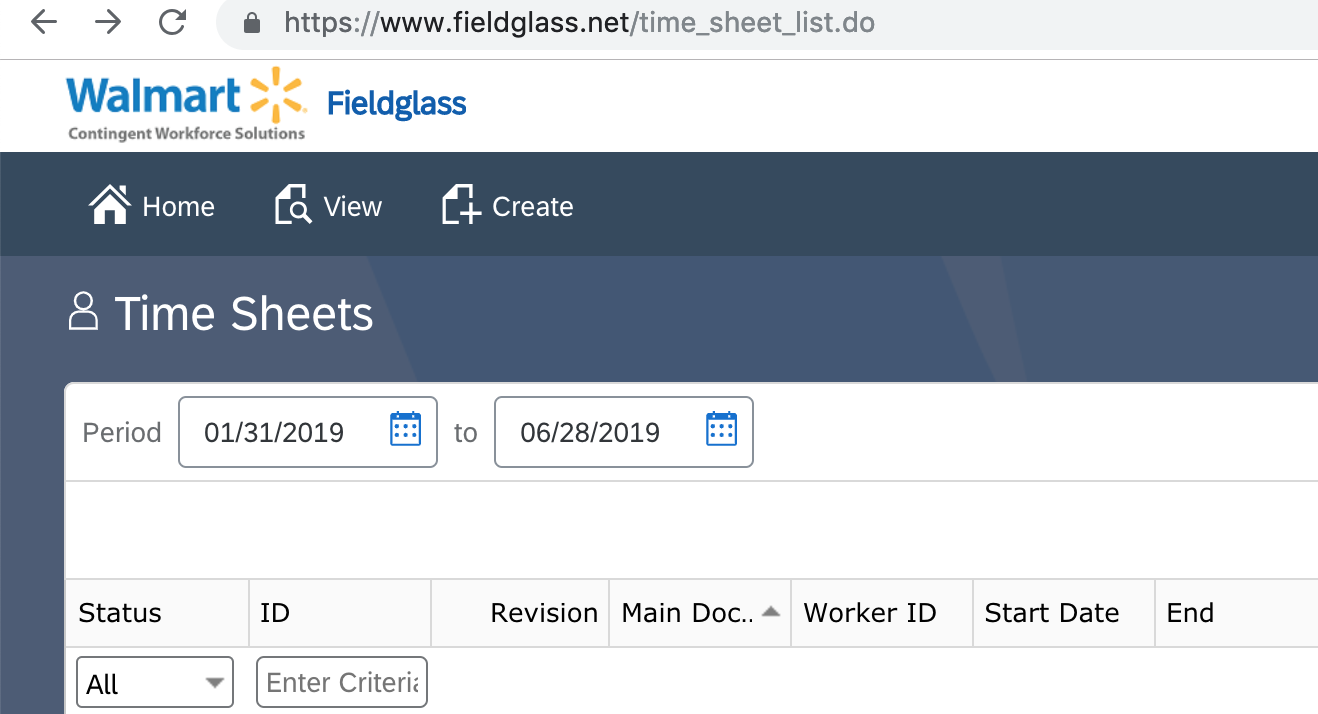 https://www.fieldglass.net/time_sheet_list.do
Walmart Fieldglass
Contingent Workforce Solutions
Home View Create
Time Sheets
Period 01/31/2019 to 06/28/2019
Status ID Revision Main Doc.. Worker ID Start Date End
All Enter Criteria